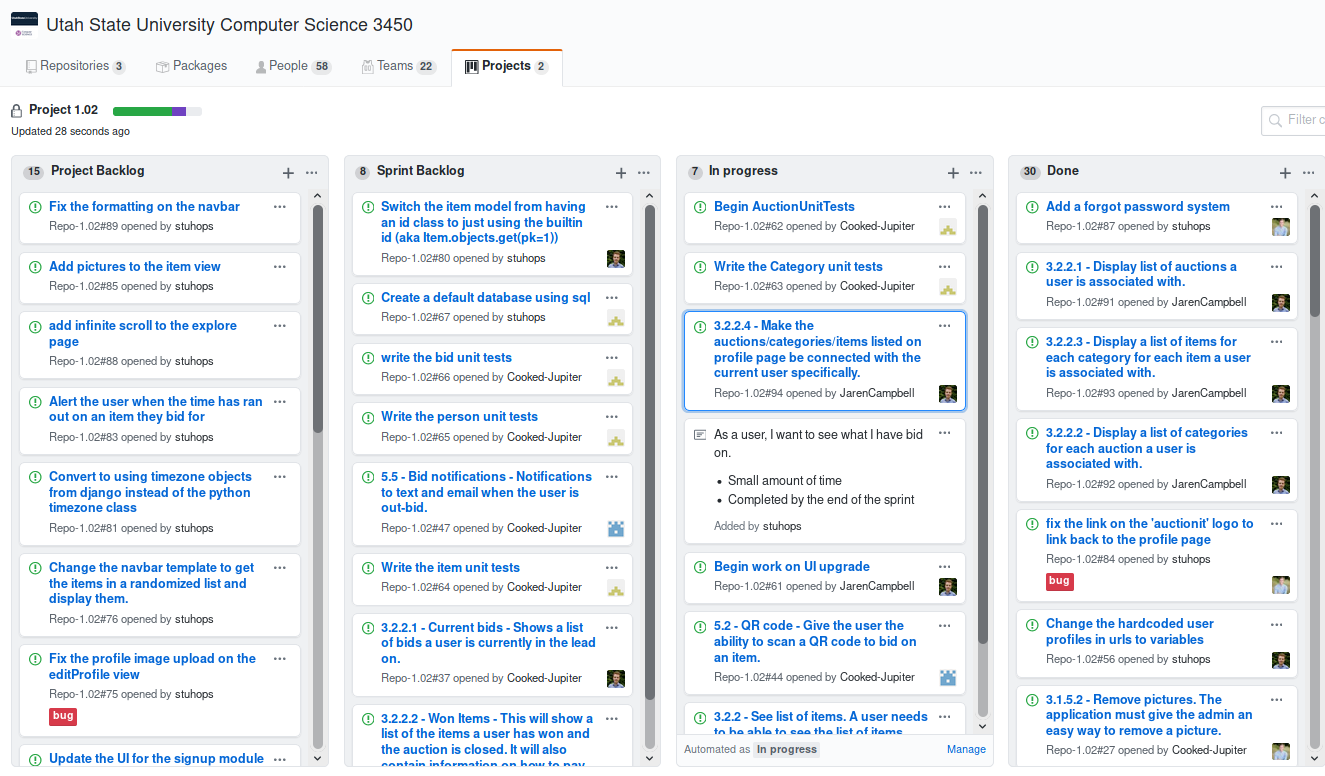 Utah State University Computer Science 3450
Repositories 3
Packages
People 58
Teams 22
Projects 2
Project 1.02
Updated 28 seconds ago
Filter c
15 Project Backlog
Fix the formatting on the navbar
Repo-1.02#89 opened by stuhops
Add pictures to the item view
Repo-1.02#85 opened by stuhops
add infinite scroll to the explore
page
Repo-1.02#88 opened by stuhops
Alert the user when the time has ran
out on an item they bid for
Repo-1.02#83 opened by stuhops
Convert to using timezone objects
from django instead of the python
timezone class
Repo-1.02#81 opened by stuhops
Change the navbar template to get
the items in a randomized list and
display them.
Repo-1.02#76 opened by stuhops
Fix the profile image upload on the
editProfile view
Repo-1.02#75 opened by stuhops
bug
Update the UI for the signup module
8 Sprint Backlog
Switch the item model from having
an id class to just using the builtin
id (aka Item.objects.get(pk=1))
Repo-1.02#80 opened by stuhops
Create a default database using sql
Repo-1.02#67 opened by stuhops
write the bid unit tests
Repo-1.02#66 opened by Cooked-Jupiter
Write the person unit tests
Repo-1.02#65 opened by Cooked-Jupiter
5.5 - Bid notifications - Notifications
to text and email when the user is
out-bid.
Repo-1.02#47 opened by Cooked-Jupiter
Write the item unit tests
Repo-1.02#64 opened by Cooked-Jupiter
3.2.2.1 - Current bids - Shows a list
of bids a user is currently in the lead
on.
Repo-1.02#37 opened by Cooked-Jupiter
3.2.2.2 - Won Items - This will show a
list of the items a user has won and
the auction is closed. It will also
contain information on how to pay
7 In progress
Begin AuctionUnitTests
Repo-1.02#62 opened by Cooked-Jupiter
Write the Category unit tests
Repo-1.02#63 opened by Cooked-Jupiter
3.2.2.4 - Make the
auctions/categories/items listed on
profile page be connected with the
current user specifically.
Repo-1.02#94 opened by JarenCampbell
As a user, I want to see what I have bid
on.
• Small amount of time
• Completed by the end of the sprint
Added by stuhops
Begin work on UI upgrade
Repo-1.02#61 opened by JarenCampbell
5.2 - QR code - Give the user the
ability to scan a QR code to bid on
an item.
Repo-1.02#44 opened by Cooked-Jupiter
3.2.2 - See list of items. A user needs
to be able to see the list of items
Automated as In progress
Manage
30 Done
Add a forgot password system
Repo-1.02#87 opened by stuhops
3.2.2.1 - Display list of auctions a
user is associated with.
Repo-1.02#91 opened by JarenCampbell
3.2.2.3 - Display a list of items for
each category for each item a user
is associated with.
Repo-1.02#93 opened by JarenCampbell
3.2.2.2 - Display a list of categories
for each auction a user is
associated with.
Repo-1.02#92 opened by JarenCampbell
fix the link on the 'auctionit' logo to
link back to the profile page
Repo-1.02#84 opened by stuhops
bug
Change the hardcoded user
profiles in urls to variables
Repo-1.02#56 opened by stuhops
3.1.5.2 - Remove pictures. The
application must give the admin an
easy way to remove a picture.
Repo-1.02#27 opened by Cooked-Jupiter